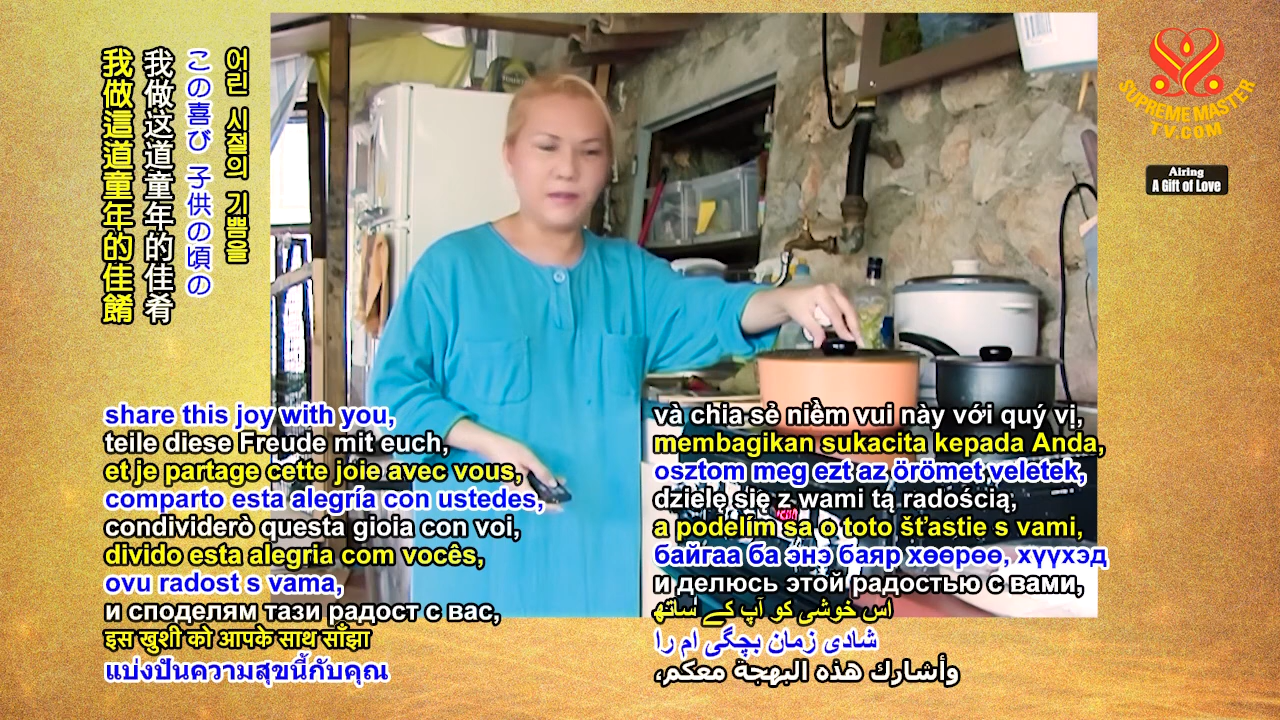 어린 시절의 기쁨을
この喜び 子供の頃の
我做这道童年的佳肴
我做這道童年的佳餚
SUPREME MASTER
TV.COM
Airing
A Gift of Love
share this joy with you,
teile diese Freude mit euch,
et je partage cette joie avec vous,
comparto esta alegría con ustedes,
condividerò questa gioia con voi,
divido esta alegria com vocês,
ovu radost s vama,
и споделям тази радост с вас,
इस खुशी को आपके साथ साँझा
แบ่งปันความสุขนี้กับคุณ
và chia sẻ niềm vui này với quý vị,
membagikan sukacita kepada Anda,
osztom meg ezt az örömet veletek,
dzielę się z wami tą radością,
a podelím sa o toto šťastie s vami,
байгаа ба энэ баяр хөөрөө, хүүхэд
и делюсь этой радостью с вами,
اس خوشی کو آپ کے ساتھ
شادی زمان بچگی ام را
وأشارك هذه البهجة معكم،